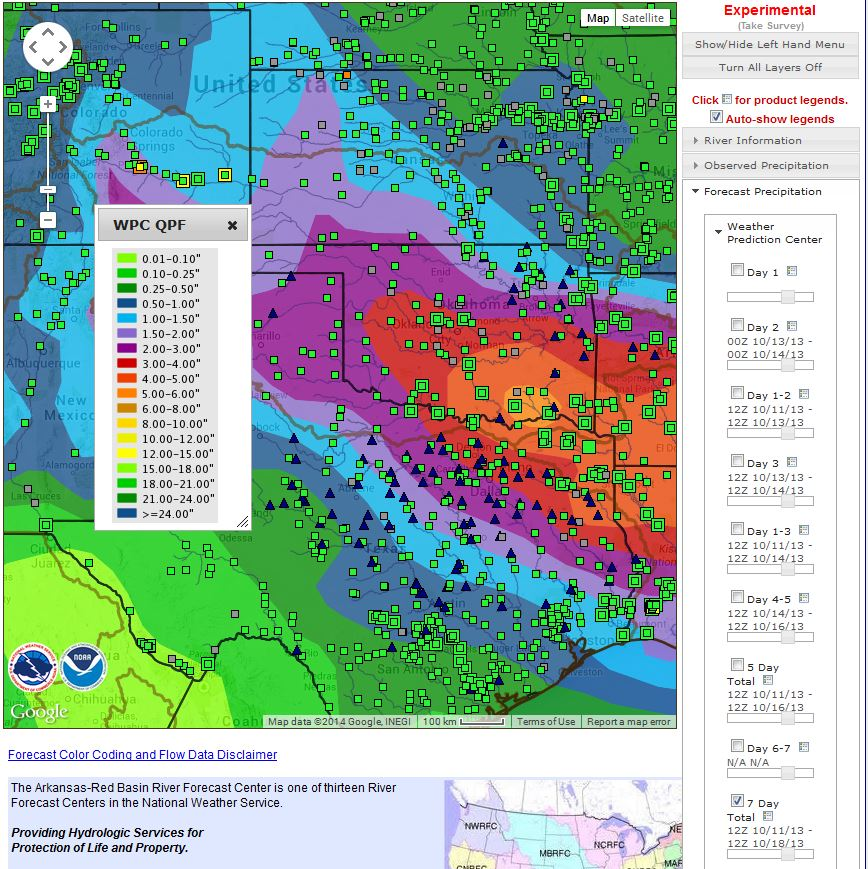 Map
Satellite
Experimental
(Take Survey)
Show/Hide Left Hand Menu
Turn All Layers Off
Click for product legends.
Auto-show legends
River Information
Observed Precipitation
Forecast Precipitation
Weather
Prediction Center
Day 1
Day 2
00Z 10/13/13 -
00Z 10/14/13
Day 1-2
12Z 10/11/13 -
12Z 10/13/13
Day 3
12Z 10/13/13 -
12Z 10/14/13
Day 1-3
12Z 10/11/13 -
12Z 10/14/13
Day 4-5
12Z 10/14/13 -
12Z 10/16/13
5 Day
Total
12Z 10/11/13 -
12Z 10/16/13
Day 6-7
N/A N/A
7 Day
Total
12Z 10/11/13 -
12Z 10/18/13
United States
Colorado
Colorado
Springs
WPC QPF
0.01-0.10"
0.10-0.25"
0.25-0.50"
0.50-1.00"
1.00-1.50"
1.50-2.00"
2.00-3.00"
3.00-4.00"
4.00-5.00"
5.00-6.00"
6.00-8.00"
8.00-10.00"
10.00-12.00"
12.00-15.00"
15.00-18.00"
18.00-21.00"
21.00-24.00"
>=24.00"
Enid
Oklahoma
Albuquerque
New
Mexico
Alamogordo
Las Cruces
Ciudad
Juárez
Odessa
Abilene
Texas
Austin
San Antonio
Beaumont
Galveston
Piedras
Chihuahua
NOAA
Google
Map data ©2014 Google, INEGI
100 km
Terms of Use
Report a map error
Forecast Color Coding and Flow Data Disclaimer
The Arkansas-Red Basin River Forecast Center is one of thirteen River
Forecast Centers in the National Weather Service.
Providing Hydrologic Services for
Protection of Life and Property.
NWRFC
MBRFC
NCRFC